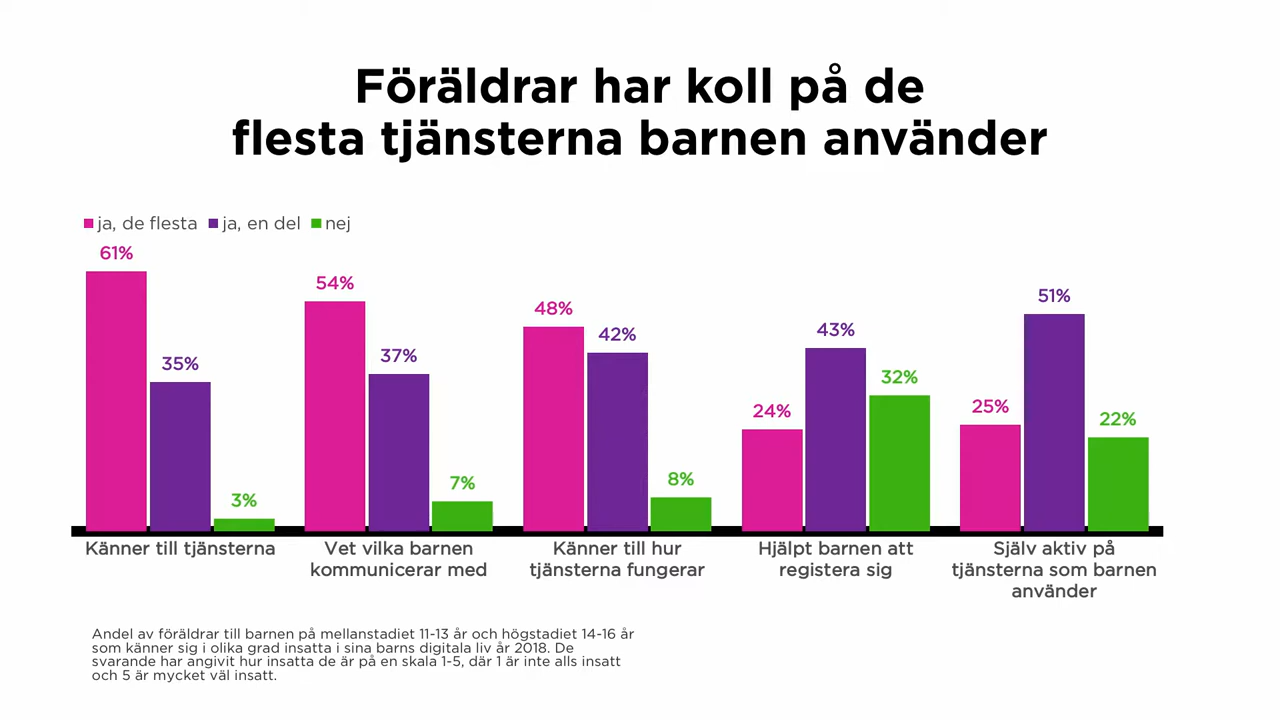 Föräldrar har koll på de
flesta tjänsterna barnen använder
ja, de flesta ja, en del nej
61%
35%
3%
54%
37%
7%
48%
42%
8%
24%
43%
32%
25%
51%
22%
Känner till tjänsterna
Vet vilka barnen
kommunicerar med
Känner till hur
tjänsterna fungerar
Hjälpt barnen att
registera sig
Själv aktiv på
tjänsterna som barnen
använder
Andel av föräldrar till barnen på mellanstadiet 11-13 år och högstadiet 14-16 år
som känner sig i olika grad insatta i sina barns digitala liv år 2018. De
svarande har angivit hur insatta de är på en skala 1-5, där 1 är inte alls insatt
och 5 är mycket väl insatt.